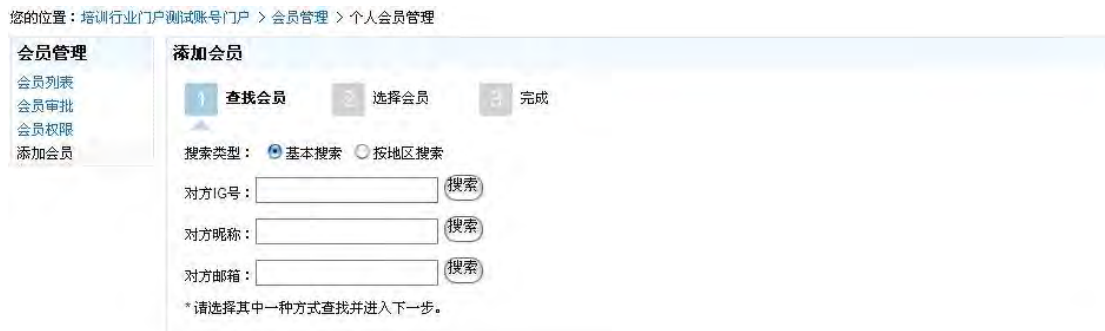 您的位置：培训行业门户测试账号门户 > 会员管理 > 个人会员管理
会员管理
会员列表
会员审批
会员权限
添加会员
添加会员
1 查找会员 2 选择会员 3 完成
搜索类型： 基本搜索 按地区搜索
对方IG号： 搜索
对方昵称： 搜索
对方邮箱： 搜索
*请选择其中一种方式查找并进入下一步。